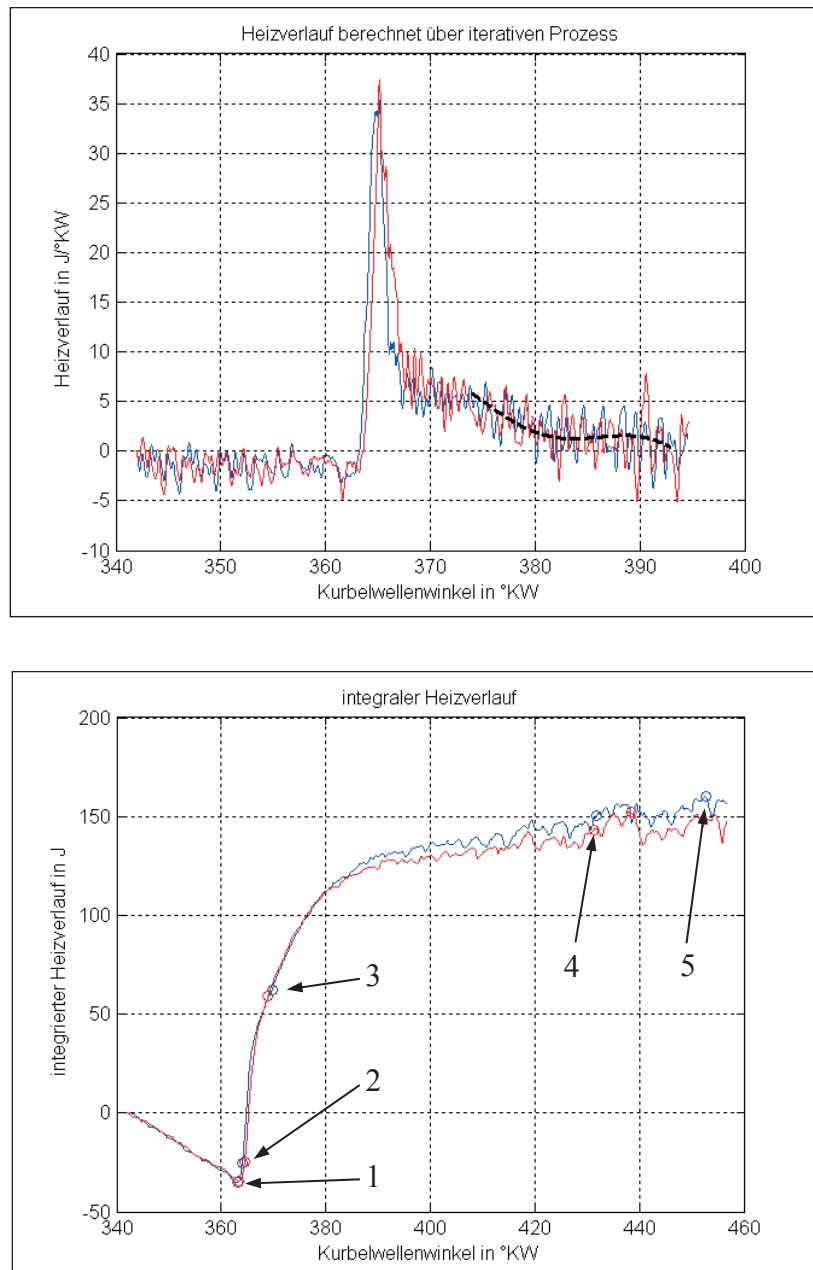 Heizverlauf berechnet über iterativen Prozess
40
35
30
25
20
15
10
5
0
-5
-10
Heizverlauf in J/°KW
340 350 360 370 380 390 400
Kurbelwellenwinkel in °KW
integraler Heizverlauf
200
150
100
50
0
-50
integrierter Heizverlauf in J
4
5
3
2
1
340 360 380 400 420 440 460
Kurbelwellenwinkel in °KW